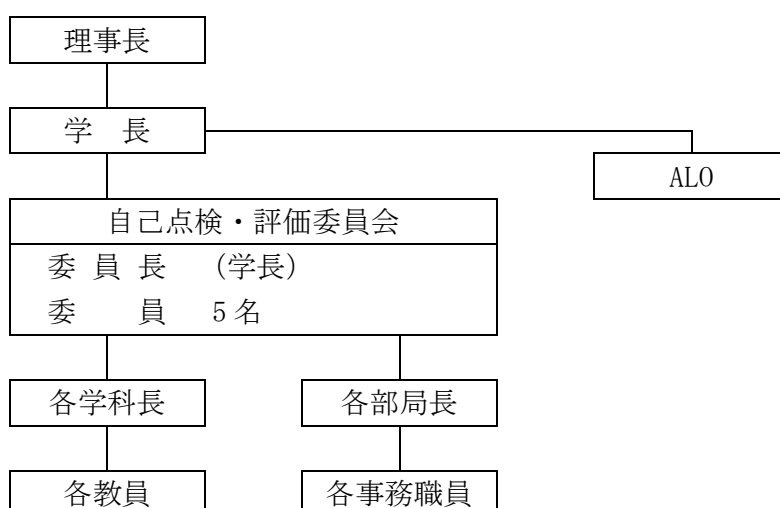 理事長
学　長
ALO
自己点検・評価委員会
委 員 長　（学長）
委　　員　5名
各学科長　各部局長
各教員　各事務職員